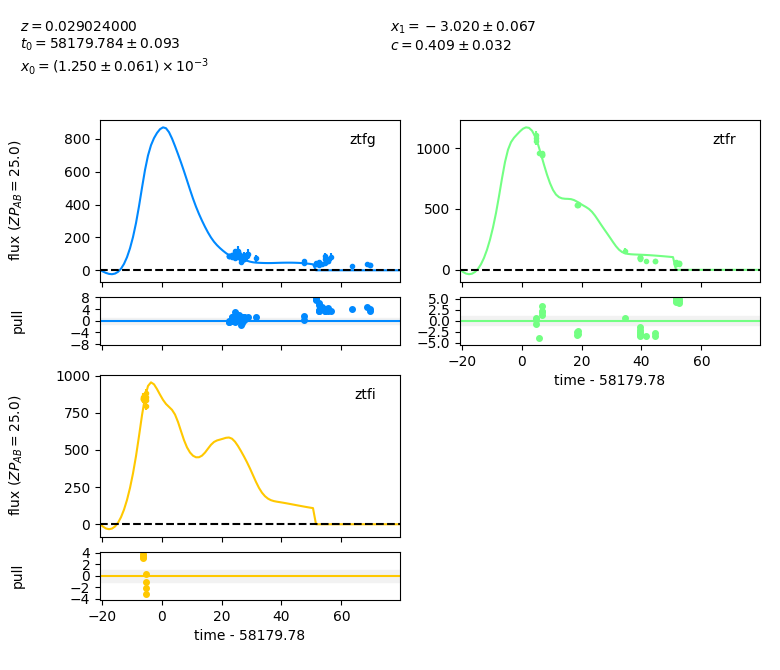 z = 0.029024000
t₀ = 58179.784 ± 0.093
x₀ = (1.250 ± 0.061) × 10⁻³
x₁ = −3.020 ± 0.067
c = 0.409 ± 0.032
ztfg
flux (ZP_AB = 25.0)
800
600
400
200
0
pull
8
4
0
−4
−8
ztfr
1000
500
0
5.0
2.5
0.0
−2.5
−5.0
−20 0 20 40 60
time - 58179.78
ztfi
flux (ZP_AB = 25.0)
1000
750
500
250
0
pull
4
2
0
−2
−4
−20 0 20 40 60
time - 58179.78